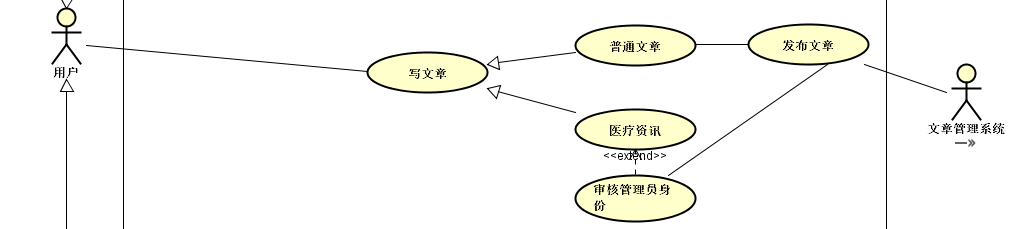 普通文章
发布文章
用户
写文章
医疗资讯
文章管理系统
<<extend>>
审核管理员身
份